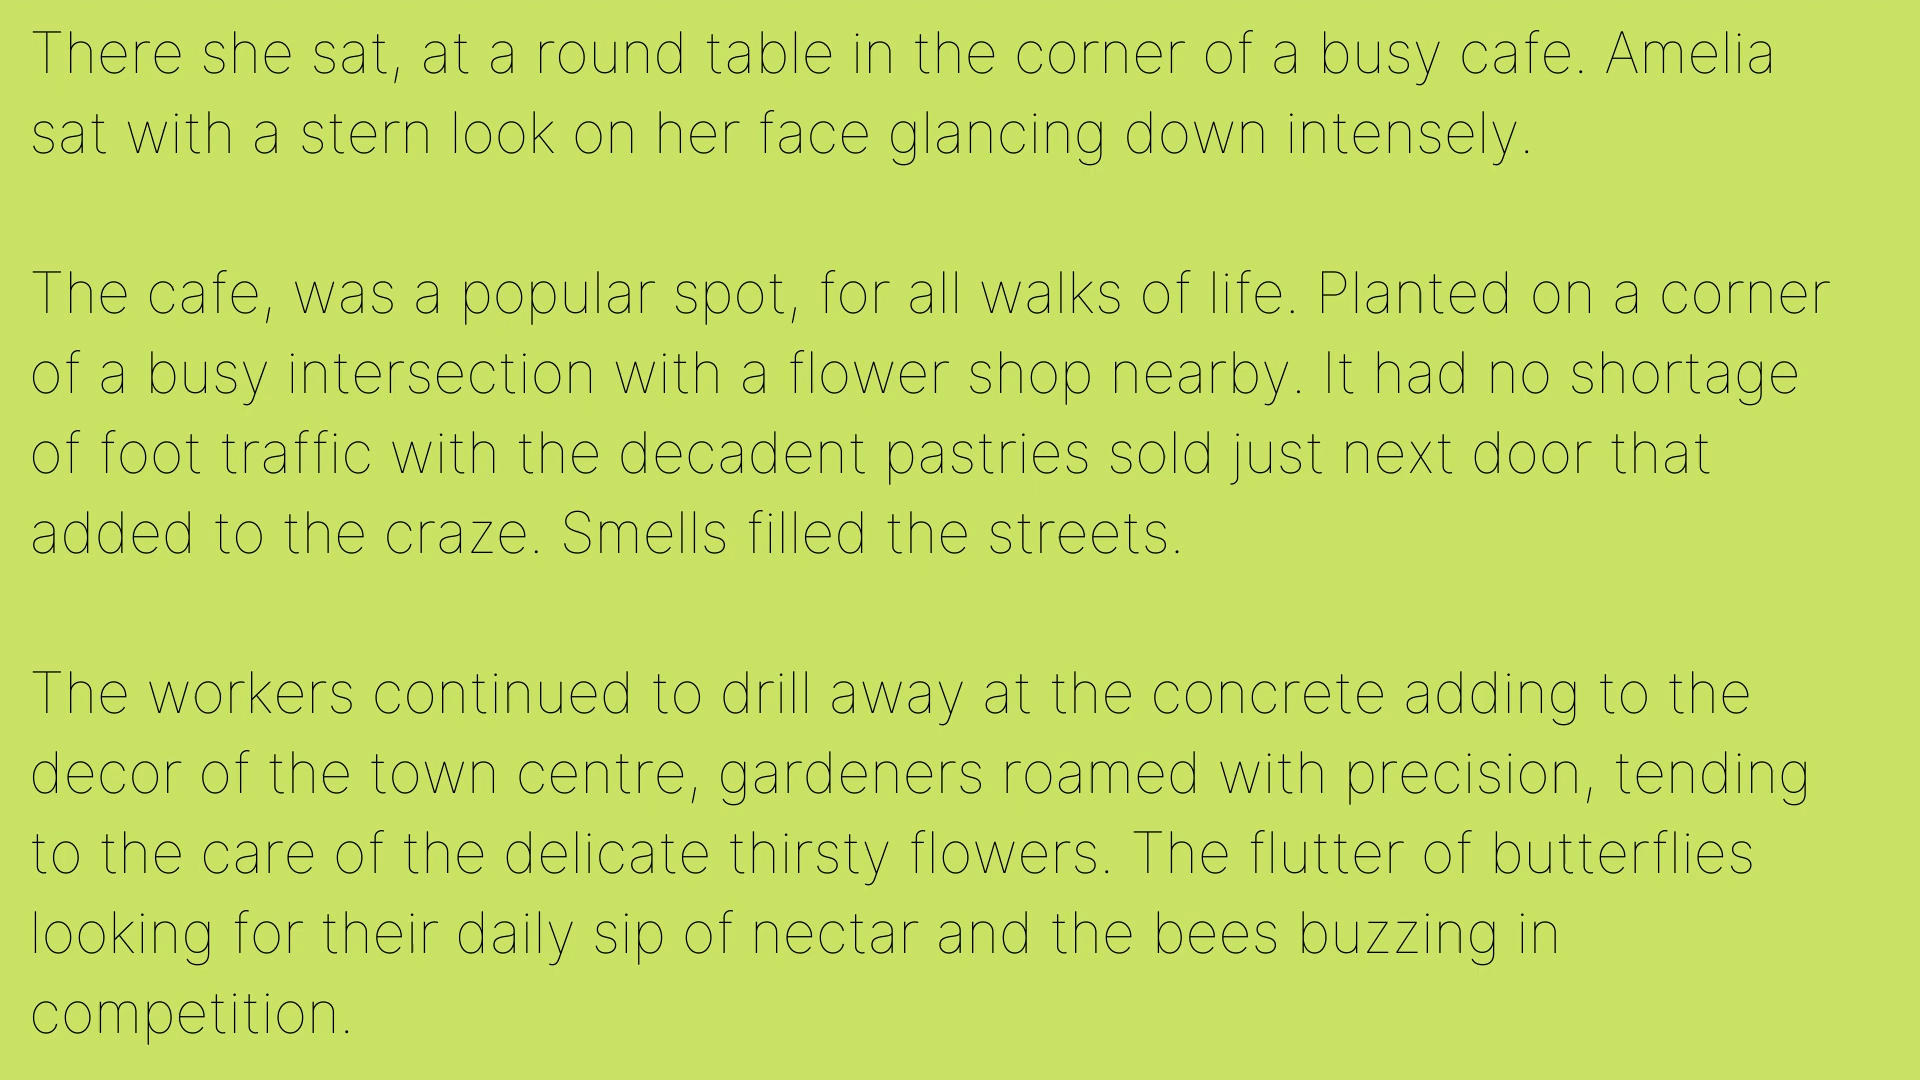 There she sat, at a round table in the corner of a busy cafe. Amelia
sat with a stern look on her face glancing down intensely.
The cafe, was a popular spot, for all walks of life. Planted on a corner
of a busy intersection with a flower shop nearby. It had no shortage
of foot traffic with the decadent pastries sold just next door that
added to the craze. Smells filled the streets.
The workers continued to drill away at the concrete adding to the
decor of the town centre, gardeners roamed with precision, tending
to the care of the delicate thirsty flowers. The flutter of butterflies
looking for their daily sip of nectar and the bees buzzing in
competition.